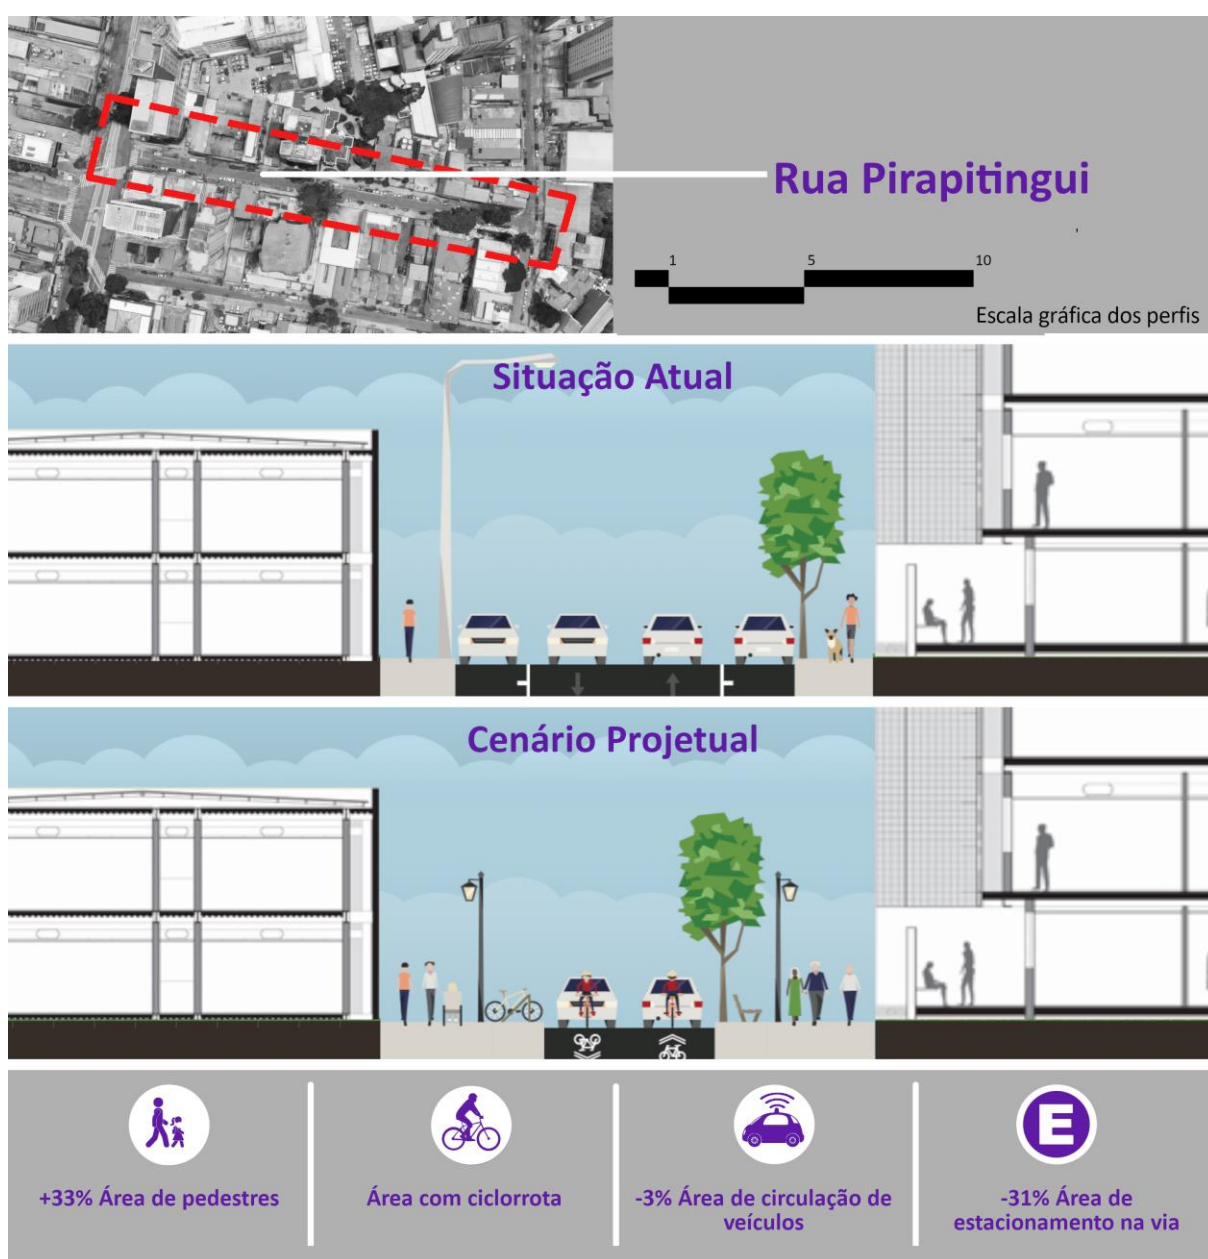 Rua Pirapitingui
1 5 10
Escala gráfica dos perfis
Situação Atual
Cenário Projetual
+33% Área de pedestres
Área com ciclorrota
-3% Área de circulação de
veículos
E
-31% Área de
estacionamento na via